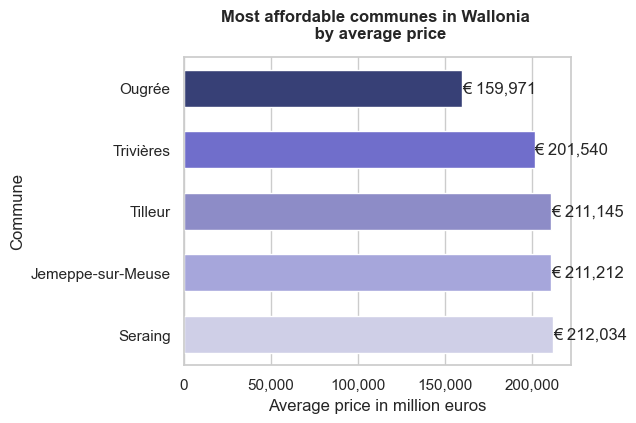 Most affordable communes in Wallonia
by average price
Commune
Ougrée
€ 159,971
Trivières
€ 201,540
Tilleur
€ 211,145
Jemeppe-sur-Meuse
€ 211,212
Seraing
€ 212,034
0
50,000
100,000
150,000
200,000
Average price in million euros